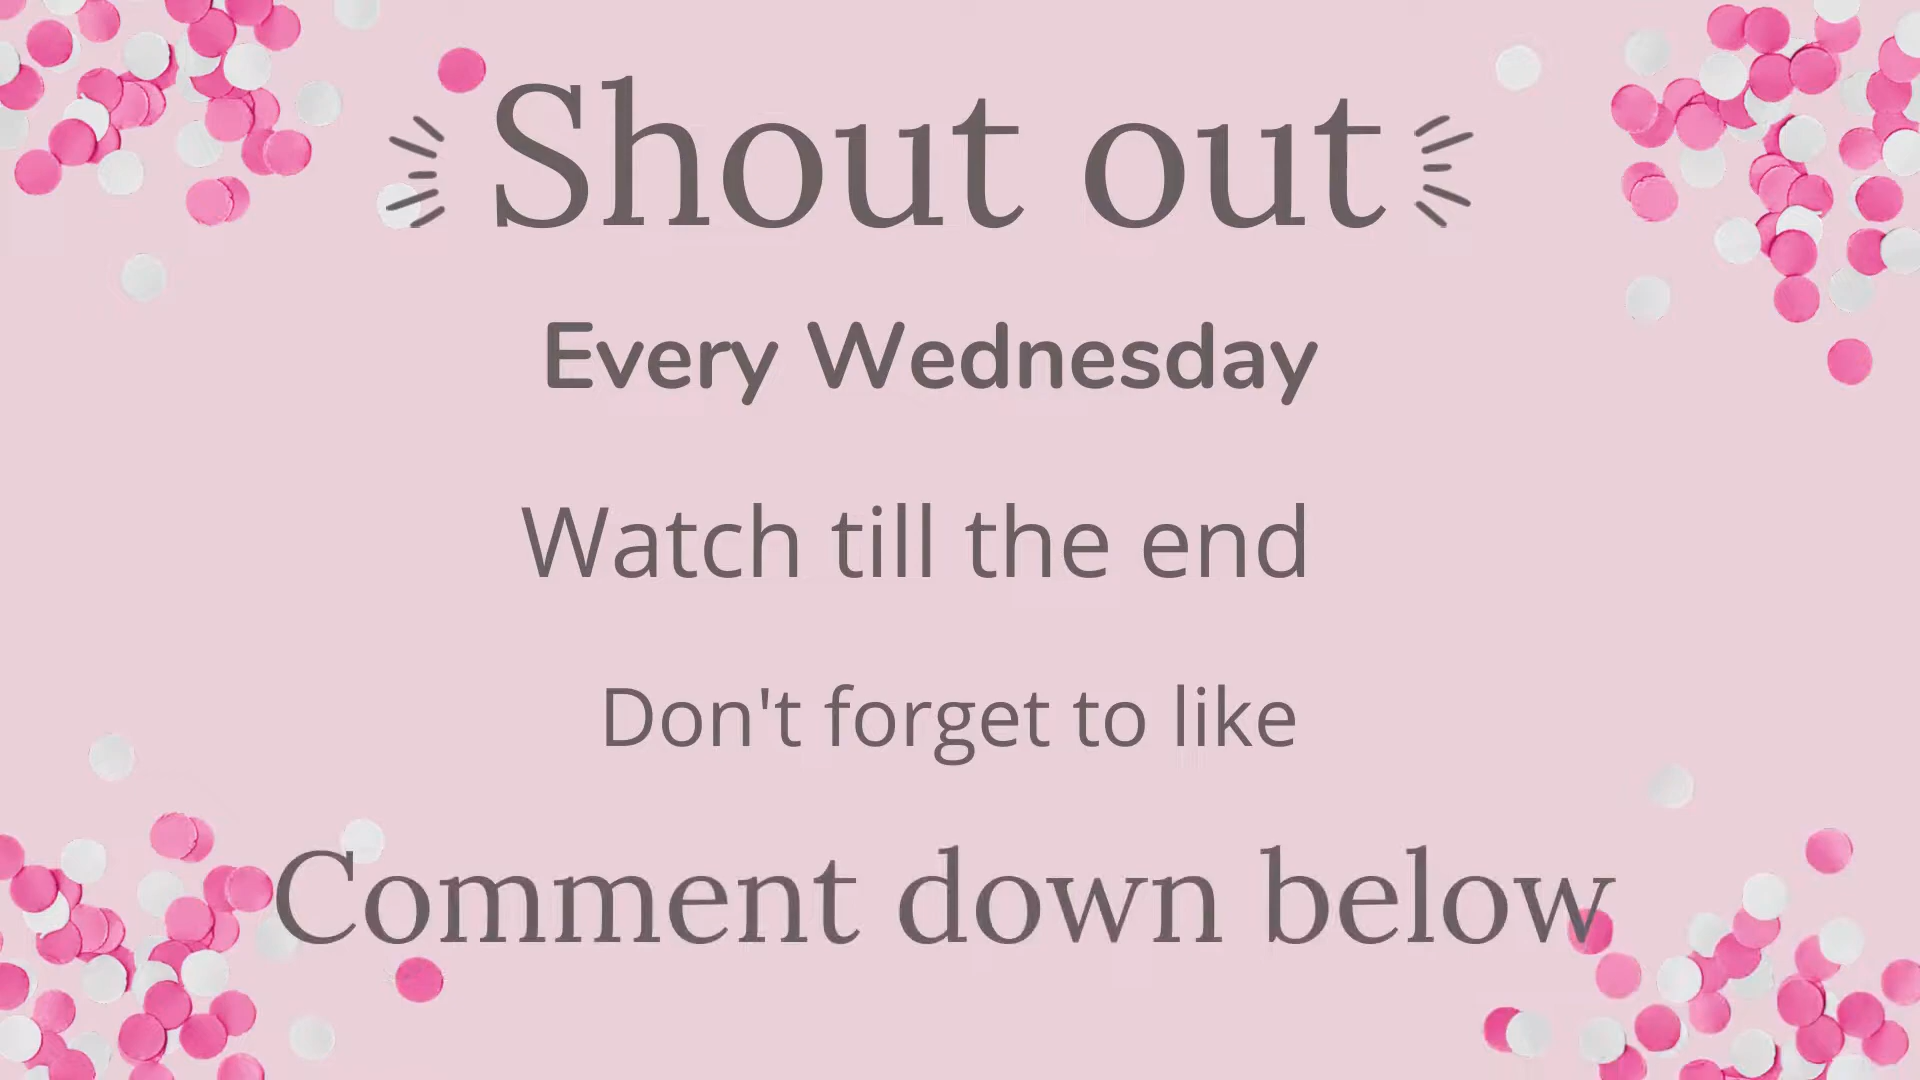 Shout out
Every Wednesday
Watch till the end
Don't forget to like
Comment down below